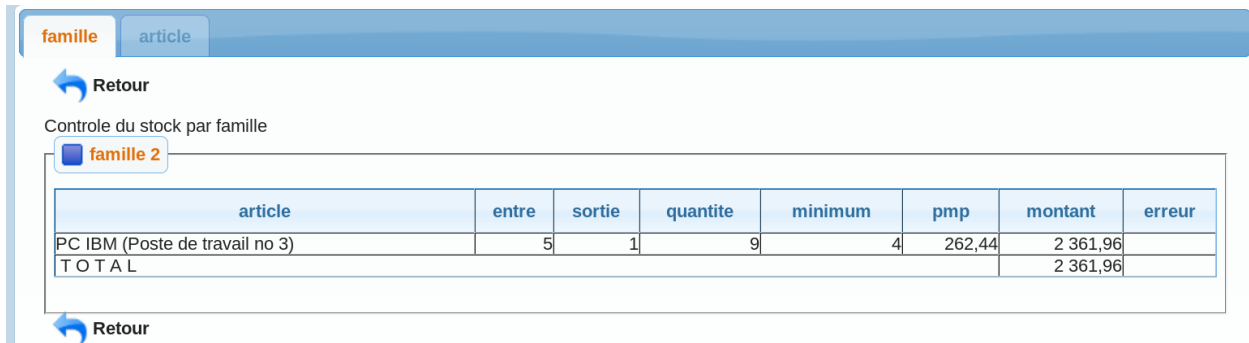 famille article
Retour
Controle du stock par famille
famille 2
article entre sortie quantite minimum pmp montant erreur
PC IBM (Poste de travail no 3) 5 1 9 4 262,44 2 361,96
T O T A L 2 361,96
Retour